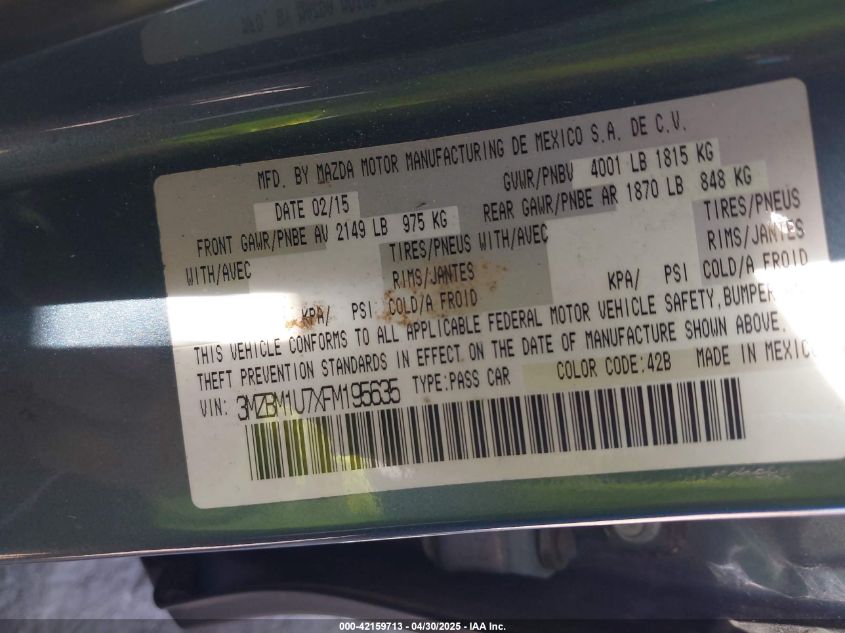 MFD. BY MAZDA MOTOR MANUFACTURING DE MEXICO S.A. DE C.V.
DATE 02/15 GVWR/PNBV 4001 LB 1815 KG
FRONT GAWR/PNBE AV 2149 LB 975 KG REAR GAWR/PNBE AR 1870 LB 848 KG
WITH/AVEC TIRES/PNEUS WITH/AVEC TIRES/PNEUS
RIMS/JANTES RIMS/JANTES
KPA/ PSI COLD/A FROID KPA/ PSI COLD/A FROID
THIS VEHICLE CONFORMS TO ALL APPLICABLE FEDERAL MOTOR VEHICLE SAFETY, BUMPER
THEFT PREVENTION STANDARDS IN EFFECT ON THE DATE OF MANUFACTURE SHOWN ABOVE.
VIN: 3MZBM1U7XFM195635 TYPE:PASS CAR COLOR CODE:42B MADE IN MEXICO
000-42159713 - 04/30/2025 - IAA Inc.